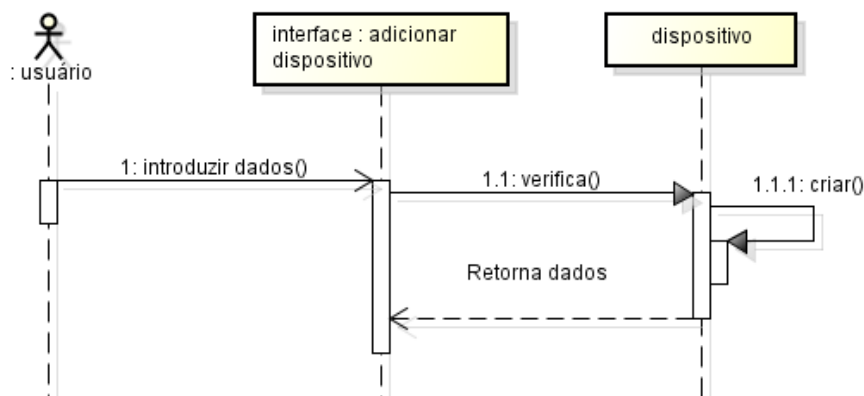 : usuário
interface : adicionar
dispositivo
dispositivo
1: introduzir dados()
1.1: verifica()
1.1.1: criar()
Retorna dados